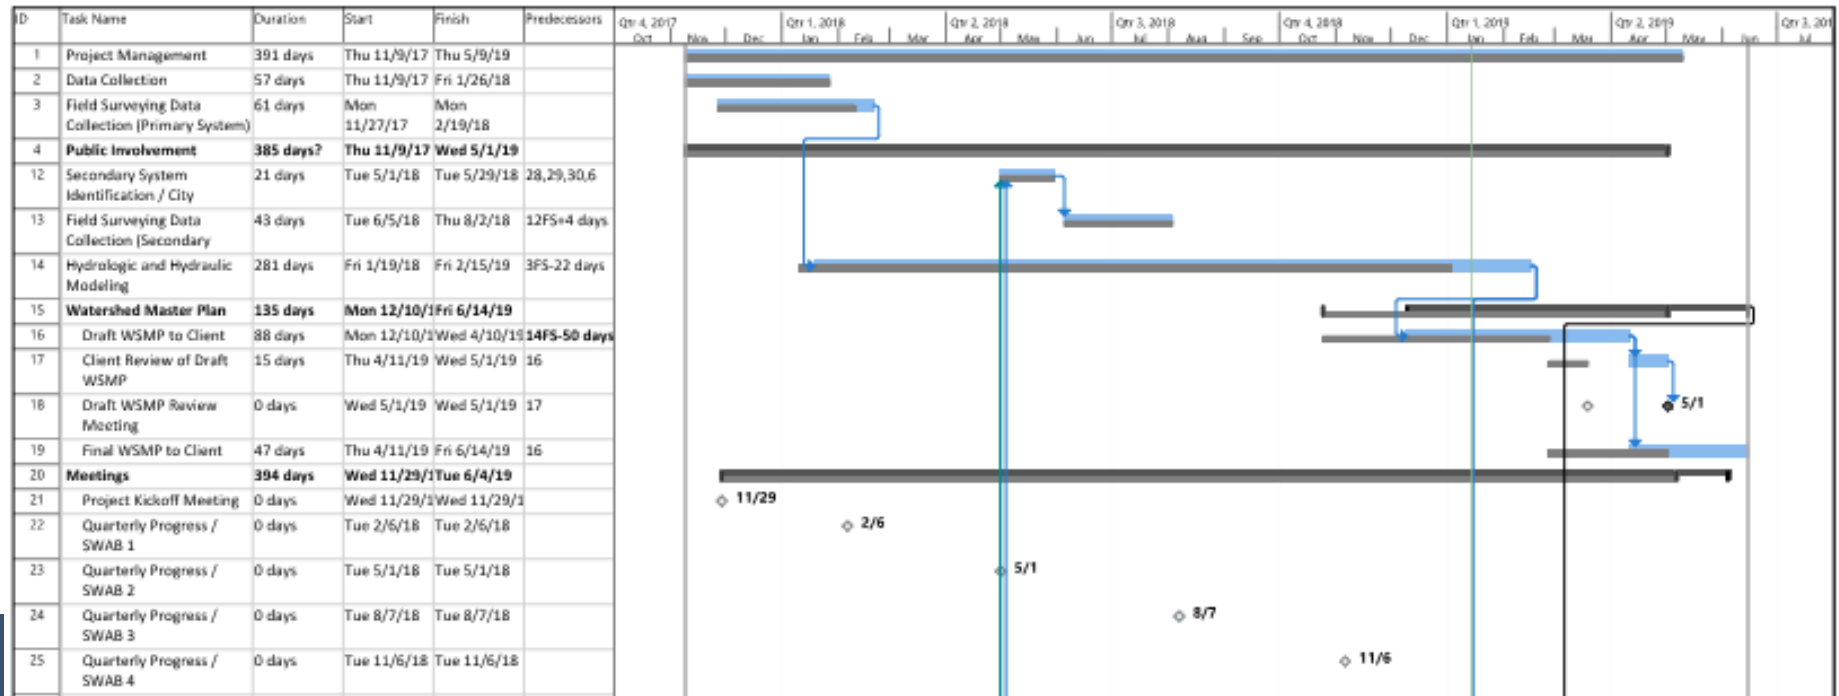 ID Task Name Duration Start Finish Predecessors
Qtr 4, 2017 Qtr 1, 2018 Qtr 2, 2018 Qtr 3, 2018 Qtr 4, 2018 Qtr 1, 2019 Qtr 2, 2019 Qtr 3, 201
Oct Nov Dec Jan Feb Mar Apr May Jun Jul Aug Sep Oct Nov Dec Jan Feb Mar Apr May Jun Jul
1 Project Management 391 days Thu 11/9/17 Thu 5/9/19
2 Data Collection 57 days Thu 11/9/17 Fri 1/26/18
3 Field Surveying Data 61 days Mon Mon
Collection (Primary System) 11/27/17 2/19/18
4 Public Involvement 385 days? Thu 11/9/17 Wed 5/1/19
12 Secondary System 21 days Tue 5/1/18 Tue 5/29/18 28,29,30,6
Identification / City
13 Field Surveying Data 43 days Tue 6/5/18 Thu 8/2/18 12FS+4 days
Collection (Secondary
14 Hydrologic and Hydraulic 281 days Fri 1/19/18 Fri 2/15/19 3FS-22 days
Modeling
15 Watershed Master Plan 135 days Mon 12/10/1 Fri 6/14/19
16 Draft WSMP to Client 88 days Mon 12/10/1 Wed 4/10/19 14FS-50 days
17 Client Review of Draft 15 days Thu 4/11/19 Wed 5/1/19 16
WSMP
18 Draft WSMP Review 0 days Wed 5/1/19 Wed 5/1/19 17 5/1
Meeting
19 Final WSMP to Client 47 days Thu 4/11/19 Fri 6/14/19 16
20 Meetings 394 days Wed 11/29/1 Tue 6/4/19
21 Project Kickoff Meeting 0 days Wed 11/29/1 Wed 11/29/1 11/29
22 Quarterly Progress / 0 days Tue 2/6/18 Tue 2/6/18 2/6
SWAB 1
23 Quarterly Progress / 0 days Tue 5/1/18 Tue 5/1/18 5/1
SWAB 2
24 Quarterly Progress / 0 days Tue 8/7/18 Tue 8/7/18 8/7
SWAB 3
25 Quarterly Progress / 0 days Tue 11/6/18 Tue 11/6/18 11/6
SWAB 4